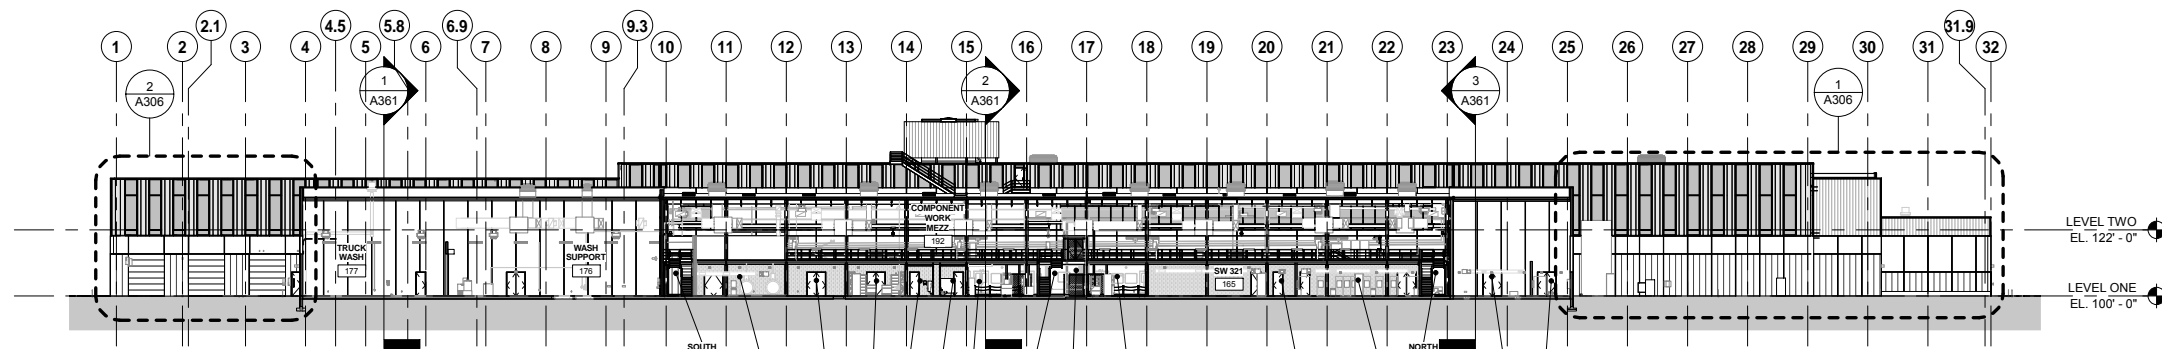 2.1
4.5
5.8
6.9
9.3
31.9
1
2
3
4
5
6
7
8
9
10
11
12
13
14
15
16
17
18
19
20
21
22
23
24
25
26
27
28
29
30
31
32
2
A306
1
A361
2
A361
3
A361
1
A306
COMPONENT
WORK
MEZZ
192
TRUCK
WASH
177
WASH
SUPPORT
176
SW 321
165
LEVEL TWO
EL. 122' - 0"
LEVEL ONE
EL. 100' - 0"
SOUTH
NORTH